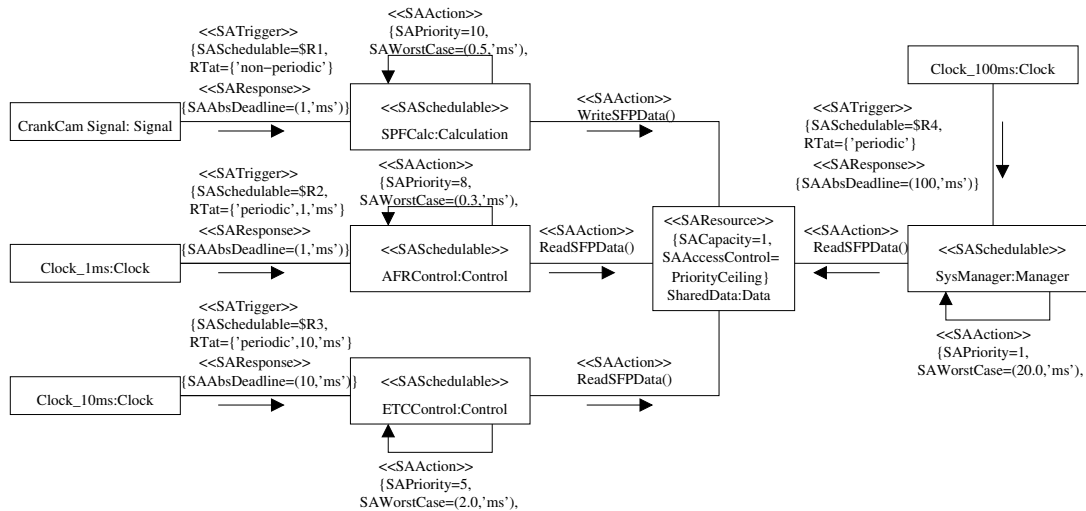 <<SATrigger>>
{SASchedulable=$R1,
RTat={'non−periodic'}
<<SAResponse>>
{SAAbsDeadline=(1,'ms')}
CrankCam Signal: Signal
<<SAAction>>
{SAPriority=10,
SAWorstCase=(0.5,'ms'),
<<SASchedulable>>
SPFCalc:Calculation
<<SAAction>>
WriteSFPData()
Clock_100ms:Clock
<<SATrigger>>
{SASchedulable=$R4,
RTat={'periodic'}
<<SAResponse>>
{SAAbsDeadline=(100,'ms')}
<<SATrigger>>
{SASchedulable=$R2,
RTat={'periodic',1,'ms'}
<<SAResponse>>
{SAAbsDeadline=(1,'ms')}
Clock_1ms:Clock
<<SAAction>>
{SAPriority=8,
SAWorstCase=(0.3,'ms'),
<<SASchedulable>>
AFRControl:Control
<<SAAction>>
ReadSFPData()
<<SAResource>>
{SACapacity=1,
SAAccessControl=
PriorityCeiling}
SharedData:Data
<<SAAction>>
ReadSFPData()
<<SASchedulable>>
SysManager:Manager
<<SAAction>>
{SAPriority=1,
SAWorstCase=(20.0,'ms'),
<<SATrigger>>
{SASchedulable=$R3,
RTat={'periodic',10,'ms'}
<<SAResponse>>
{SAAbsDeadline=(10,'ms')}
Clock_10ms:Clock
<<SASchedulable>>
ETCControl:Control
<<SAAction>>
ReadSFPData()
<<SAAction>>
{SAPriority=5,
SAWorstCase=(2.0,'ms'),